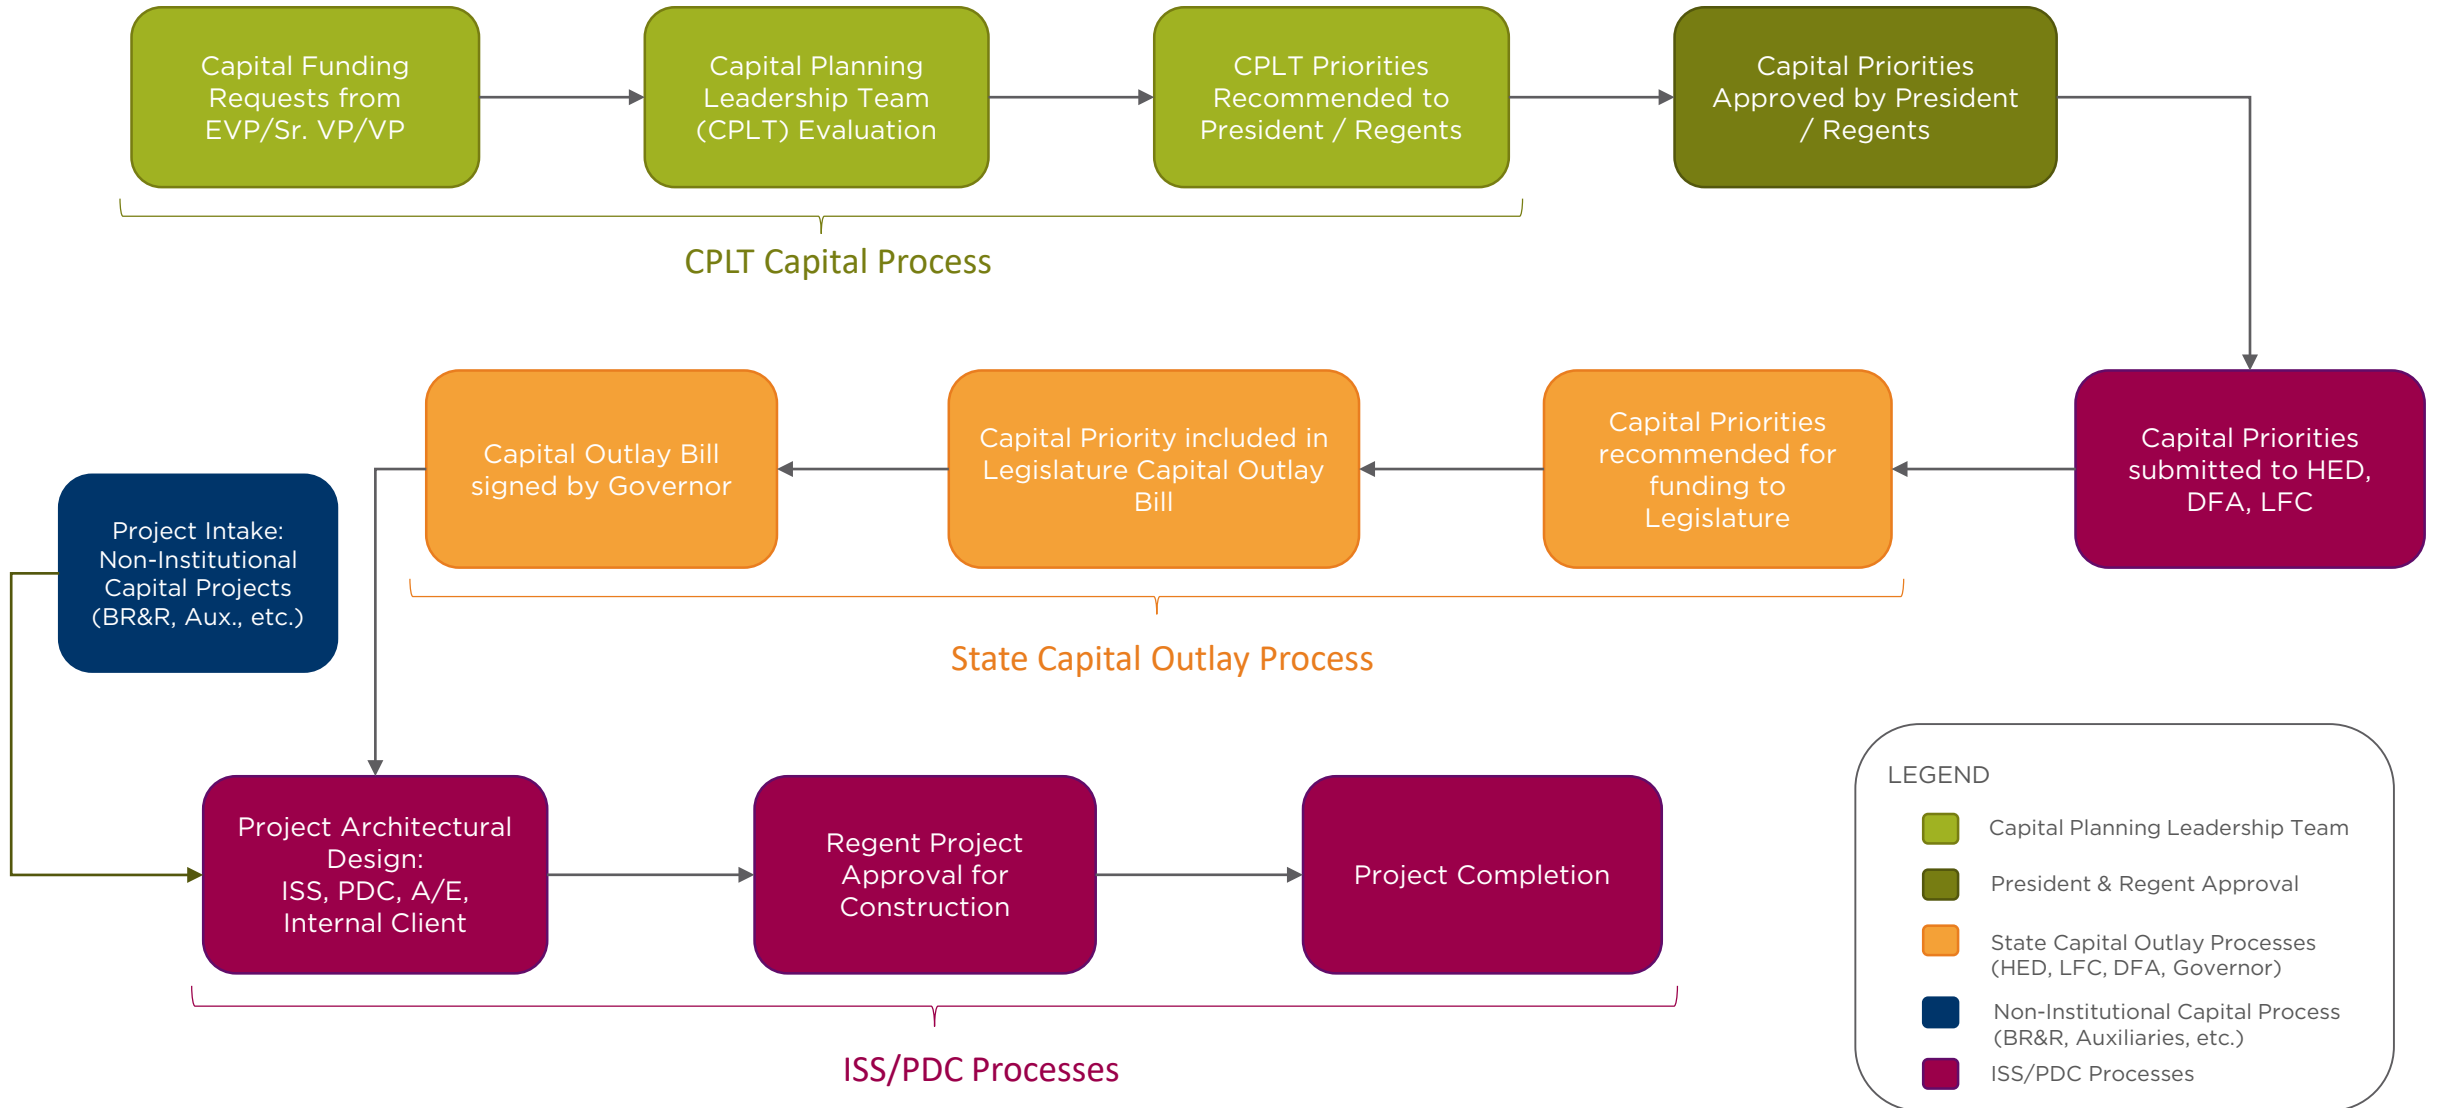 Capital Funding
Requests from
EVP/Sr. VP/VP
Capital Planning
Leadership Team
(CPLT) Evaluation
CPLT Priorities
Recommended to
President / Regents
Capital Priorities
Approved by President
/ Regents
CPLT Capital Process
Capital Outlay Bill
signed by Governor
Capital Priority included in
Legislature Capital Outlay
Bill
Capital Priorities
recommended for
funding to
Legislature
Capital Priorities
submitted to HED,
DFA, LFC
Project Intake:
Non-Institutional
Capital Projects
(BR&R, Aux., etc.)
State Capital Outlay Process
Project Architectural
Design:
ISS, PDC, A/E,
Internal Client
Regent Project
Approval for
Construction
Project Completion
ISS/PDC Processes
LEGEND
Capital Planning Leadership Team
President & Regent Approval
State Capital Outlay Processes
(HED, LFC, DFA, Governor)
Non-Institutional Capital Process
(BR&R, Auxiliaries, etc.)
ISS/PDC Processes